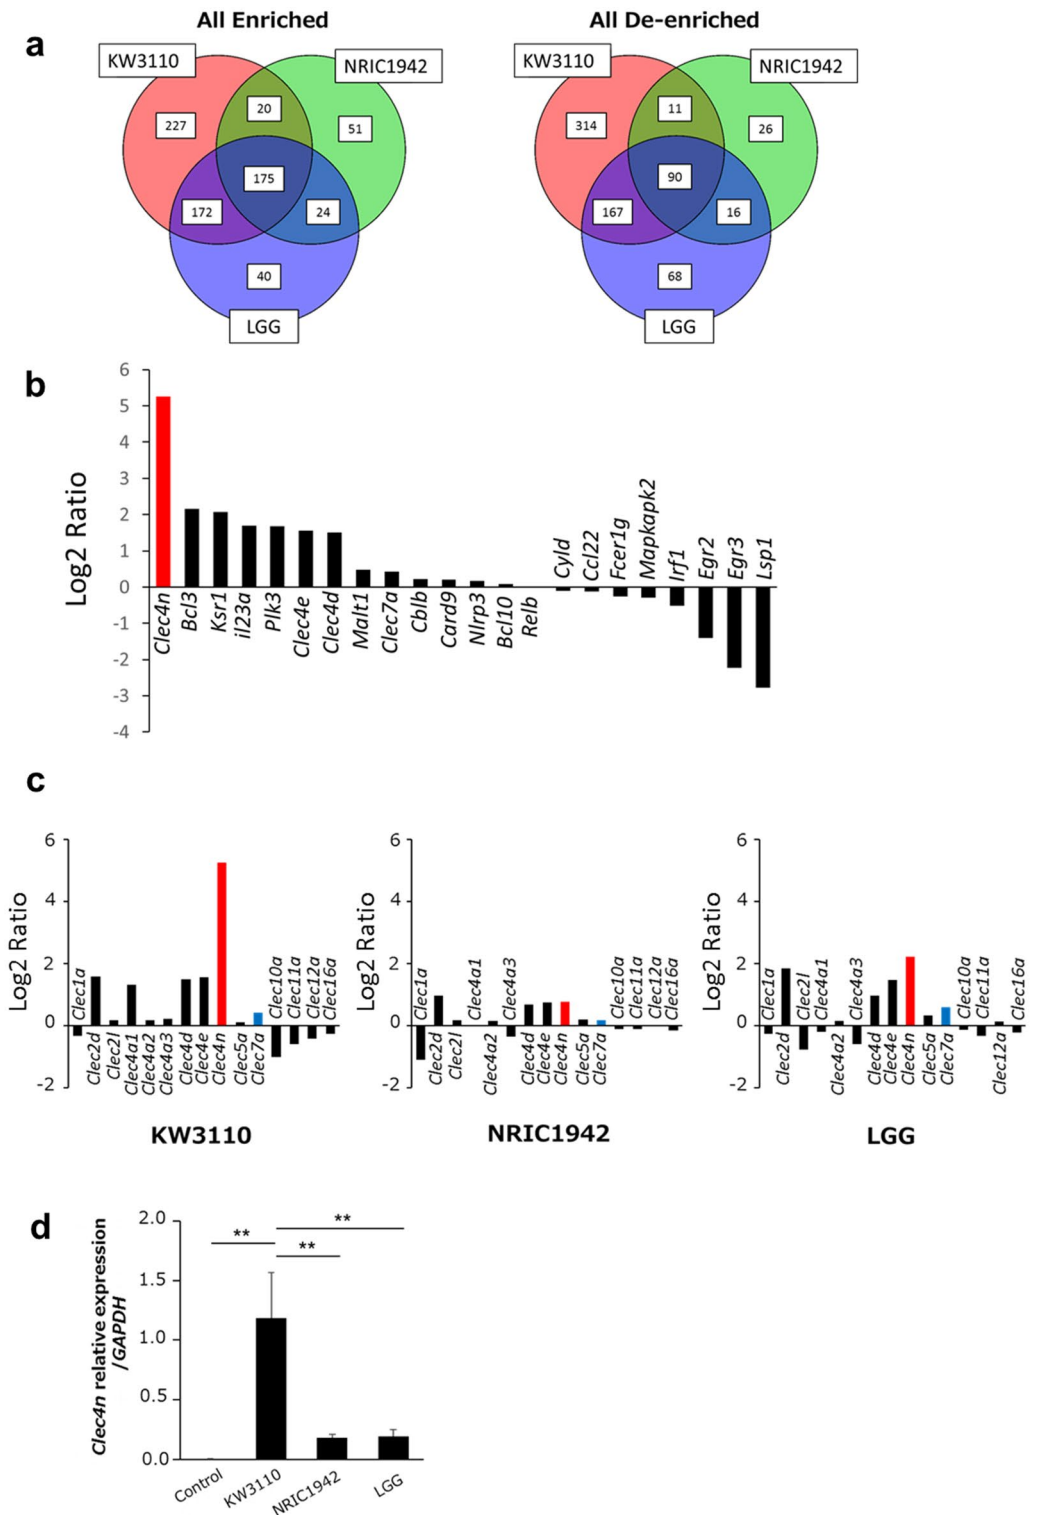 All Enriched
All De-enriched
a
KW3110
NRIC1942
227
20
51
175
172
24
40
LGG
KW3110
NRIC1942
314
11
26
90
167
16
68
LGG
b
Log2 Ratio
6
5
4
3
2
1
0
-1
-2
-3
-4
Clec4n
Bcl3
Ksr1
il23a
Plk3
Clec4e
Clec4d
Malt1
Clec7a
Cblb
Card9
Nlrp3
Bcl10
Relb
Cyld
Ccl22
Fcer1g
Mapkapk2
Irf1
Egr2
Egr3
Lsp1
c
Log2 Ratio
6
4
2
0
-2
Clec1a
Clec2d
Clec2l
Clec4a1
Clec4a2
Clec4a3
Clec4d
Clec4e
Clec4n
Clec5a
Clec7a
Clec10a
Clec11a
Clec12a
Clec16a
KW3110
Log2 Ratio
6
4
2
0
-2
Clec1a
Clec2d
Clec2l
Clec4a1
Clec4a2
Clec4a3
Clec4d
Clec4e
Clec4n
Clec5a
Clec7a
Clec10a
Clec11a
Clec12a
Clec16a
NRIC1942
Log2 Ratio
6
4
2
0
-2
Clec1a
Clec2d
Clec2l
Clec4a1
Clec4a2
Clec4a3
Clec4d
Clec4e
Clec4n
Clec5a
Clec7a
Clec10a
Clec11a
Clec12a
Clec16a
LGG
d
Clec4n relative expression
/GAPDH
2.0
1.5
1.0
0.5
0.0
**
**
**
Control
KW3110
NRIC1942
LGG